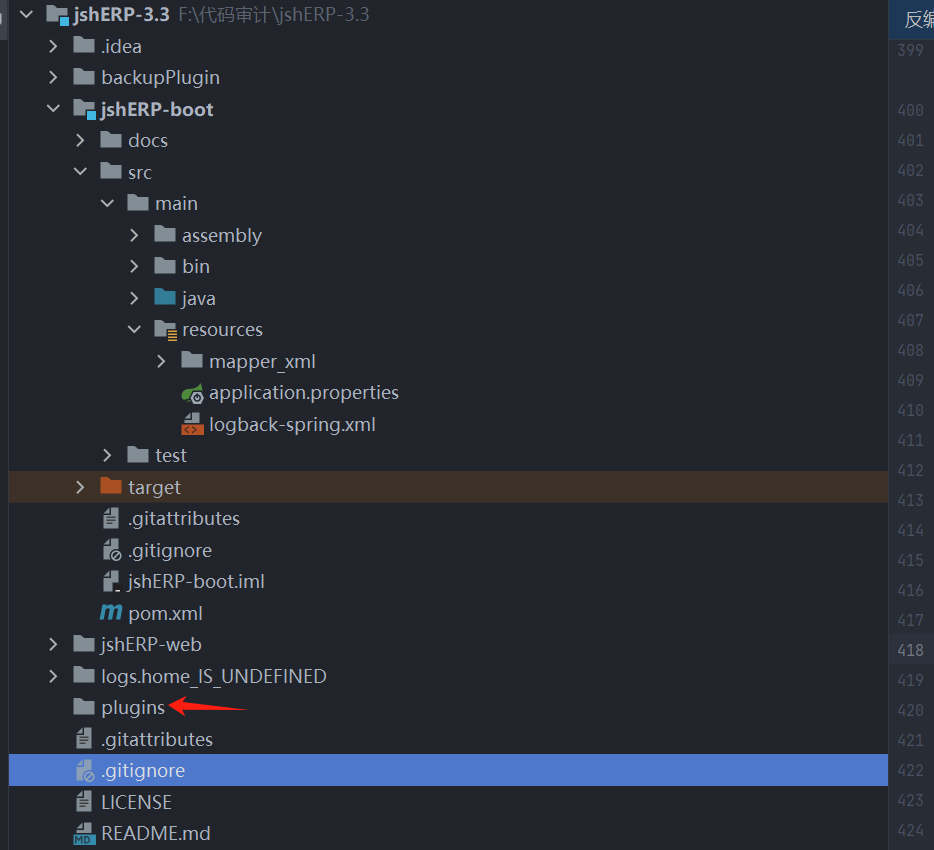 jshERP-3.3 F:\代码审计\jshERP-3.3
.idea
backupPlugin
jshERP-boot
docs
src
main
assembly
bin
java
resources
mapper_xml
application.properties
logback-spring.xml
test
target
.gitattributes
.gitignore
jshERP-boot.iml
pom.xml
jshERP-web
logs.home_IS_UNDEFINED
plugins
.gitattributes
.gitignore
LICENSE
README.md
反编
399
400
401
402
403
404
405
406
407
408
409
410
411
412
413
414
415
416
417
418
419
420
421
422
423
424